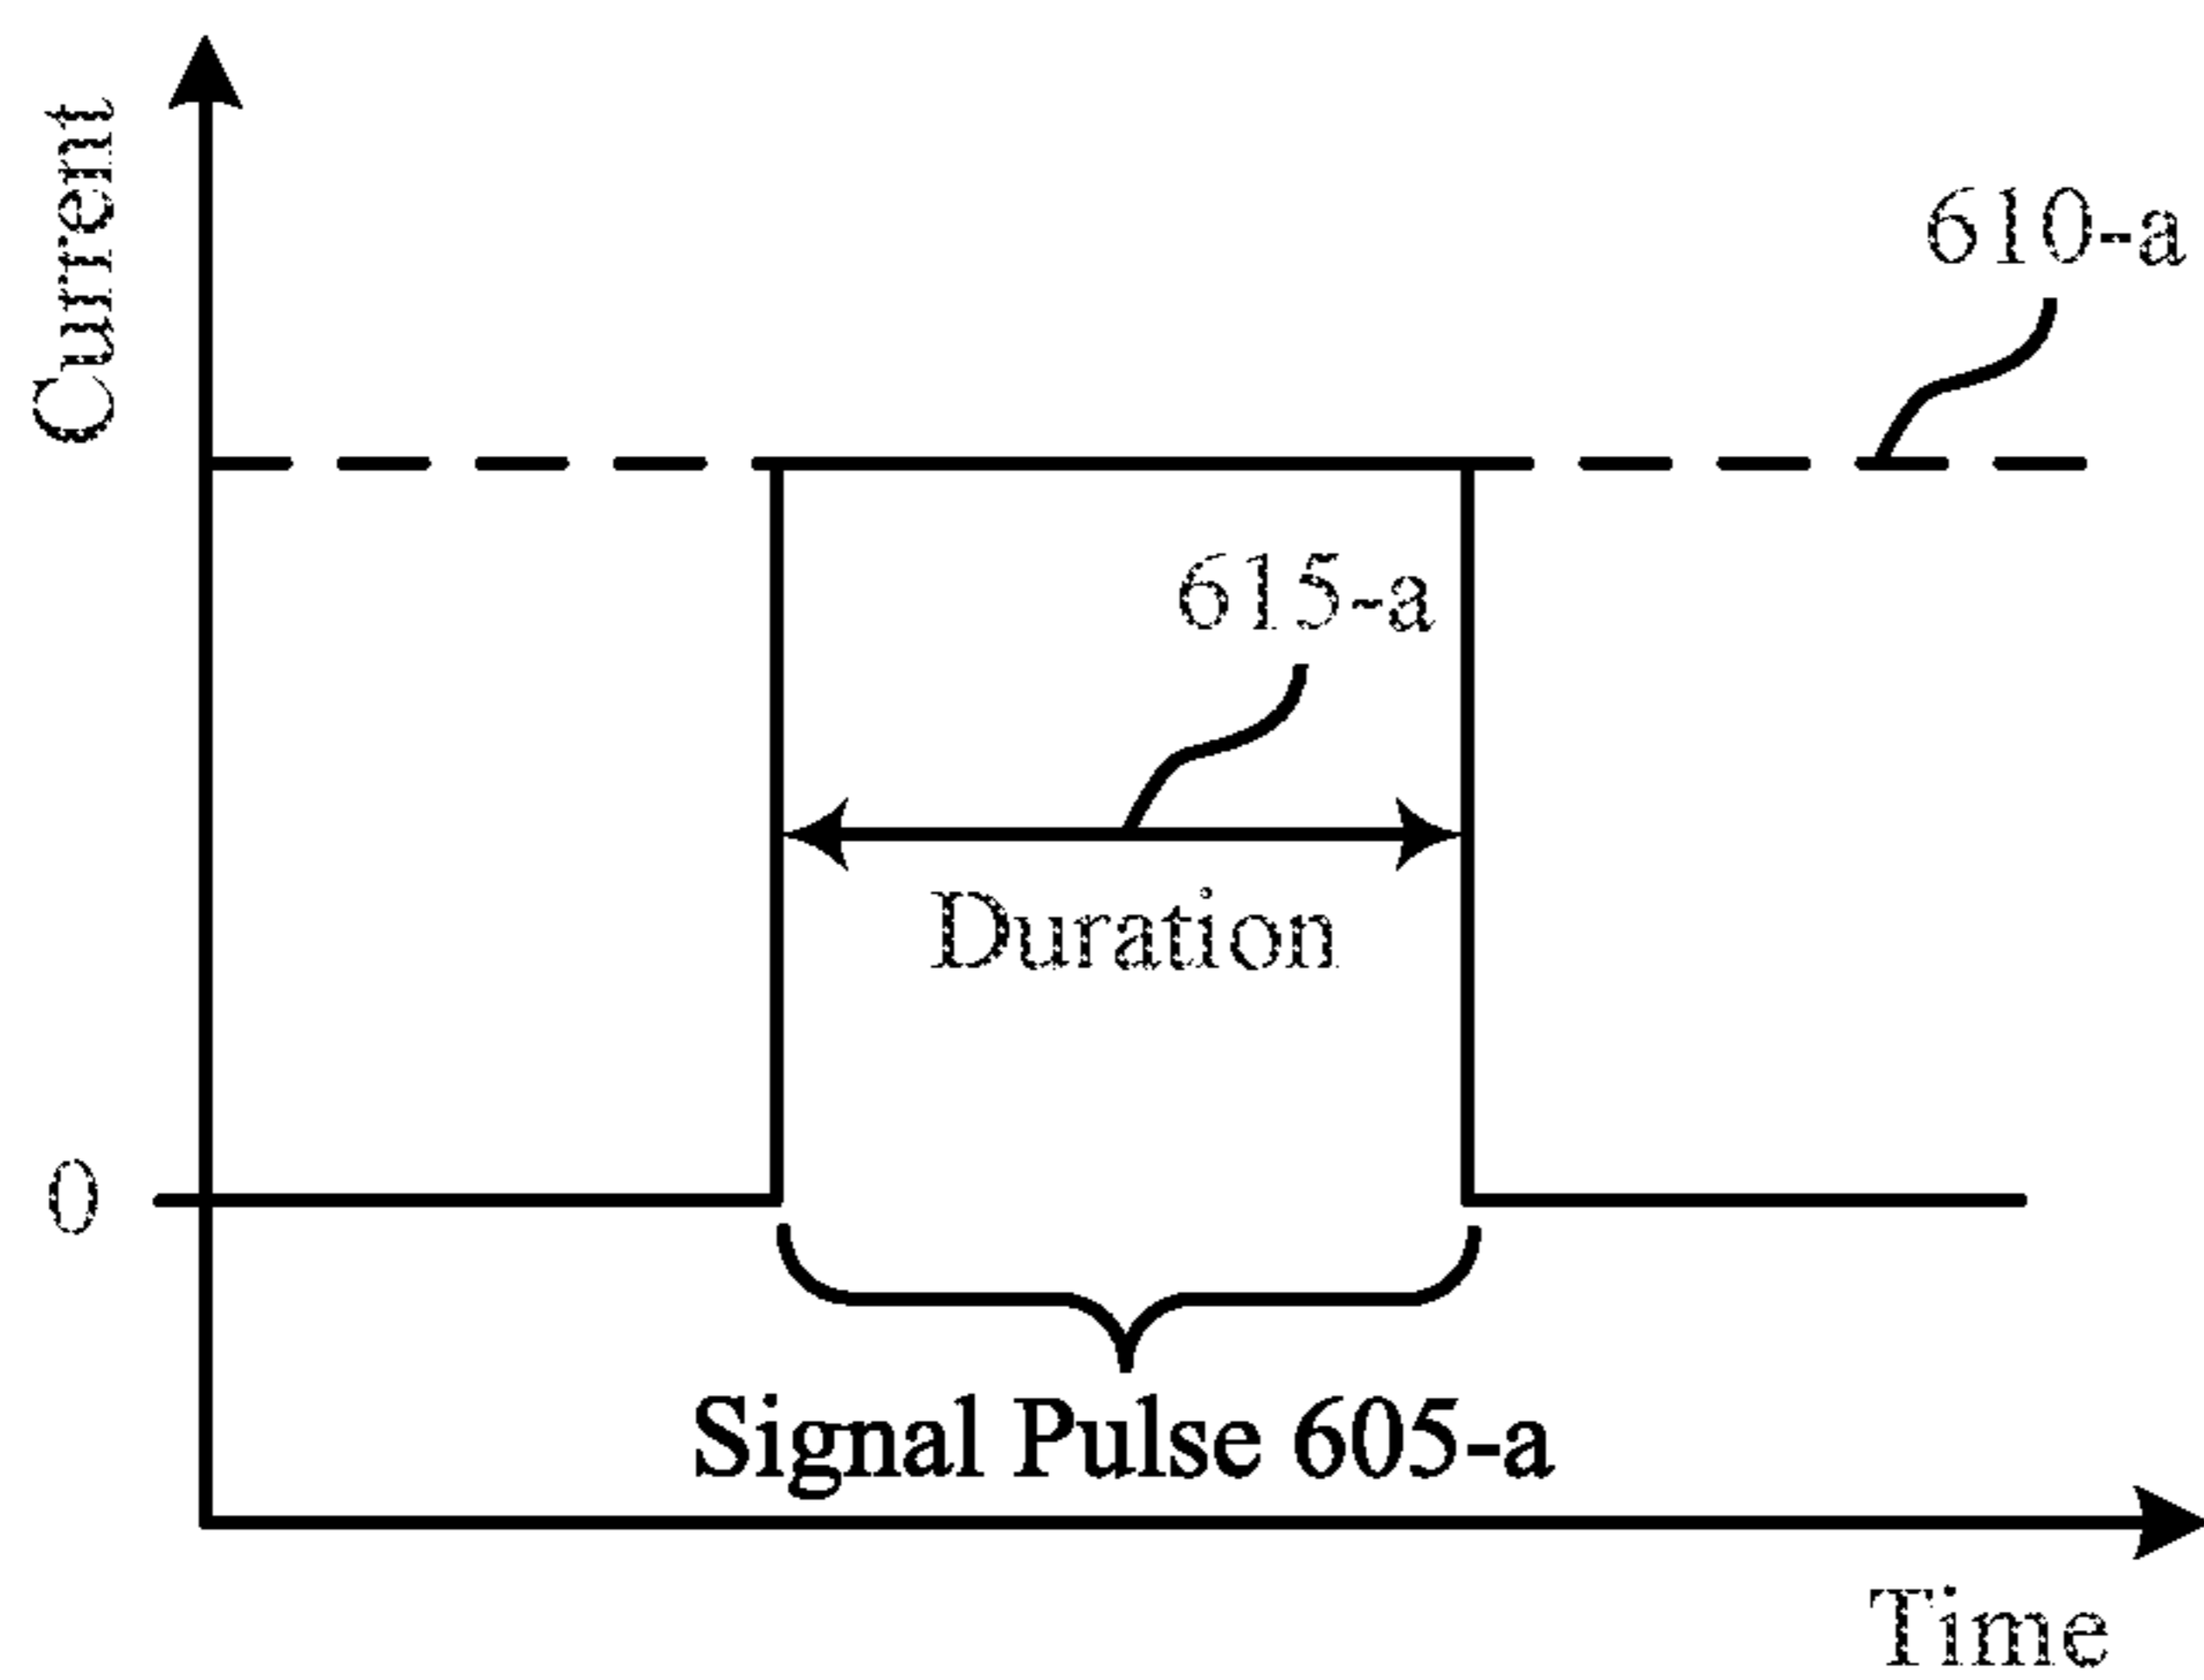 Current
610-a
615-a
Duration
0
Signal Pulse 605-a
Time